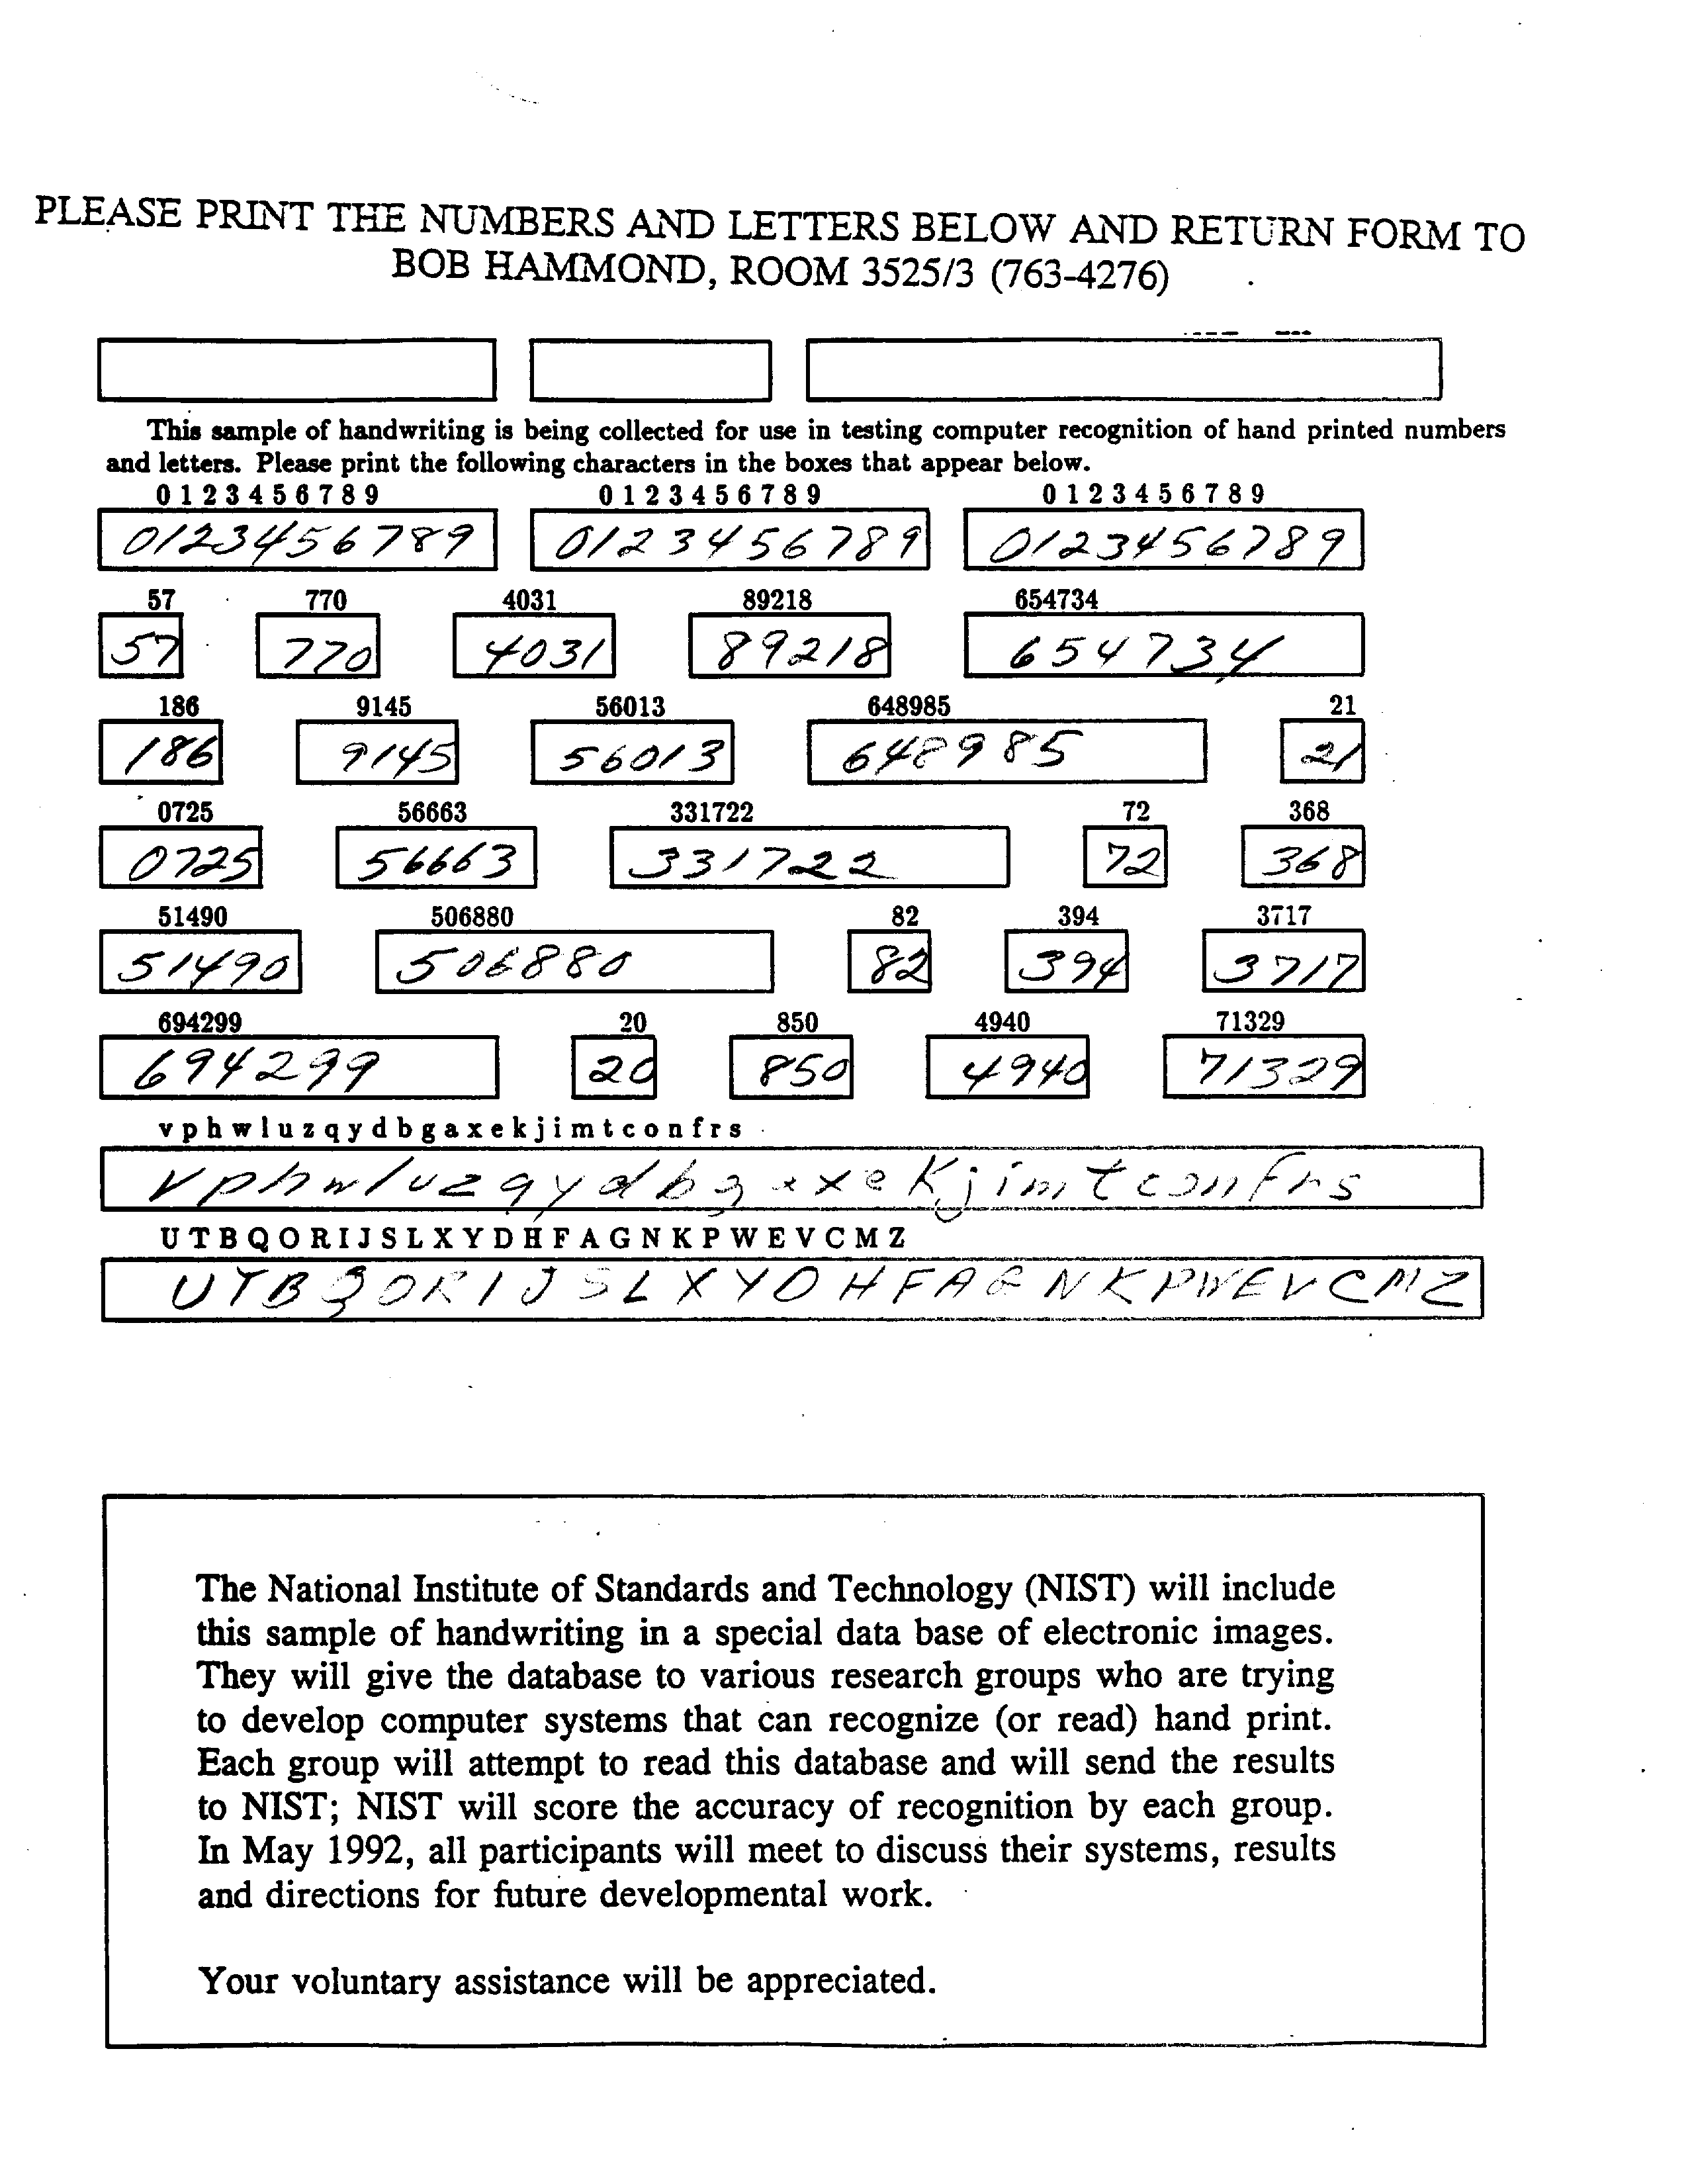 PLEASE PRINT THE NUMBERS AND LETTERS BELOW AND RETURN FORM TO
BOB HAMMOND, ROOM 3525/3 (763-4276)
This sample of handwriting is being collected for use in testing computer recognition of hand printed numbers
and letters. Please print the following characters in the boxes that appear below.
0 1 2 3 4 5 6 7 8 9 0 1 2 3 4 5 6 7 8 9 0 1 2 3 4 5 6 7 8 9
0123456789 0123456789 0123456789
57 770 4031 89218 654734
57 770 4031 89218 654734
186 9145 56013 648985 21
186 9145 56013 648985 21
0725 56663 331722 72 368
0725 56663 331722 72 368
51490 506880 82 394 3717
51490 506880 82 394 3717
694299 20 850 4940 71329
694299 20 850 4940 71329
v p h w l u z q y d b g a x e k j i m t c o n f r s
v p h w l u z q y d b g a x e K j i m t c o n f r s
U T B Q O R I J S L X Y D H F A G N K P W E V C M Z
U T B Q O R I J S L X Y D H F A G N K P W E V C M Z
The National Institute of Standards and Technology (NIST) will include
this sample of handwriting in a special data base of electronic images.
They will give the database to various research groups who are trying
to develop computer systems that can recognize (or read) hand print.
Each group will attempt to read this database and will send the results
to NIST; NIST will score the accuracy of recognition by each group.
In May 1992, all participants will meet to discuss their systems, results
and directions for future developmental work.
Your voluntary assistance will be appreciated.